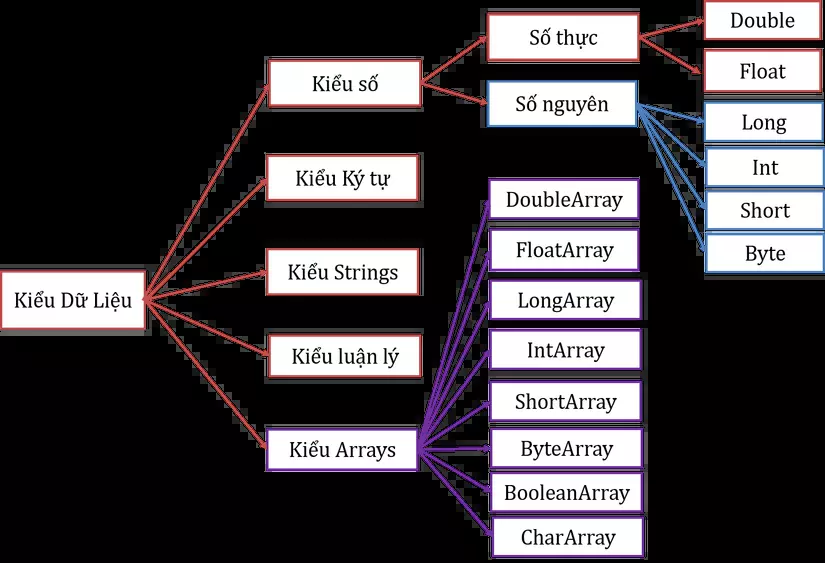 Kiểu Dữ Liệu
Kiểu số
Số thực
Double
Float
Số nguyên
Long
Int
Short
Byte
Kiểu Ký tự
Kiểu Strings
Kiểu luận lý
Kiểu Arrays
DoubleArray
FloatArray
LongArray
IntArray
ShortArray
ByteArray
BooleanArray
CharArray